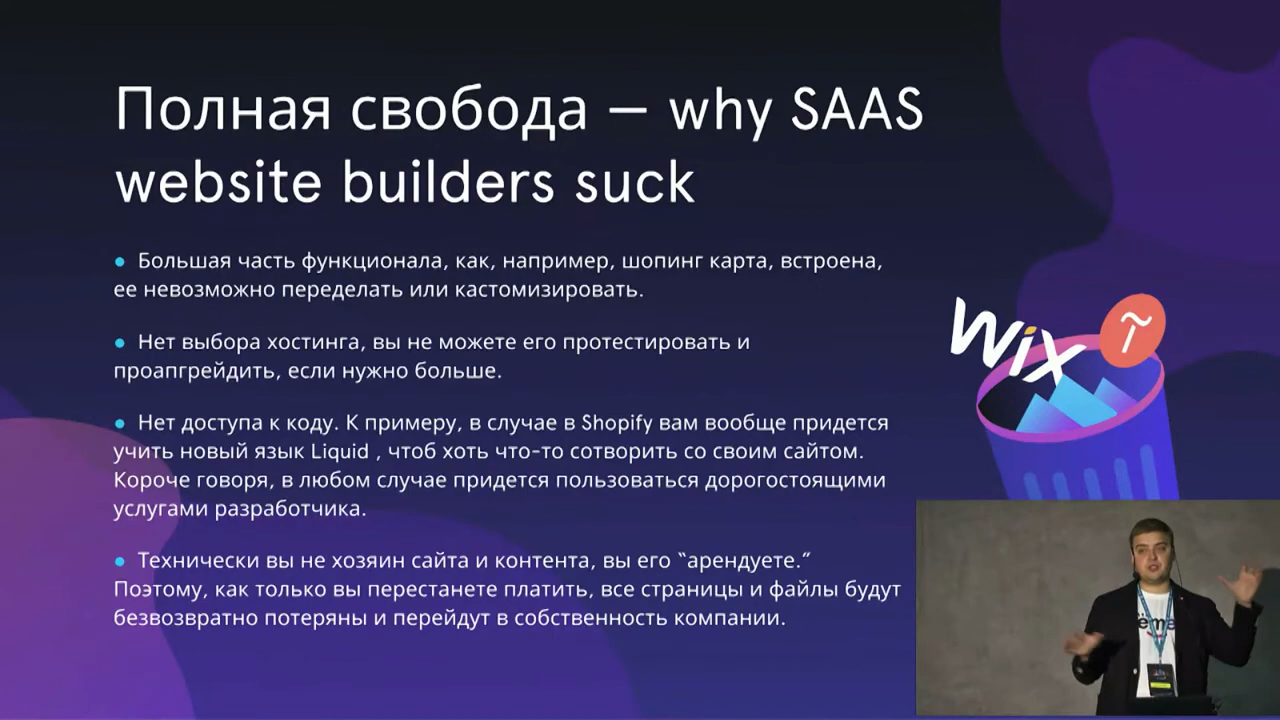 Полная свобода — why SAAS
website builders suck
● Большая часть функционала, как, например, шопинг карта, встроена,
ее невозможно переделать или кастомизировать.
● Нет выбора хостинга, вы не можете его протестировать и
проапгрейдить, если нужно больше.
● Нет доступа к коду. К примеру, в случае в Shopify вам вообще придется
учить новый язык Liquid , чтоб хоть что-то сотворить со своим сайтом.
Короче говоря, в любом случае придется пользоваться дорогостоящими
услугами разработчика.
● Технически вы не хозяин сайта и контента, вы его “арендуете.”
Поэтому, как только вы перестанете платить, все страницы и файлы будут
безвозвратно потеряны и перейдут в собственность компании.
Wix